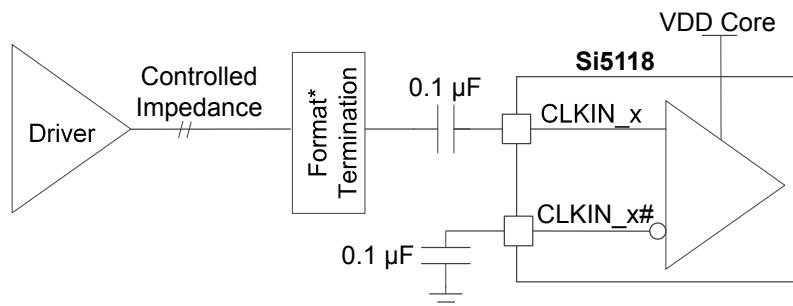 VDD Core
Si5118
Controlled
Impedance
0.1 µF
Driver
Format*
Termination
CLKIN_x
CLKIN_x#
0.1 µF